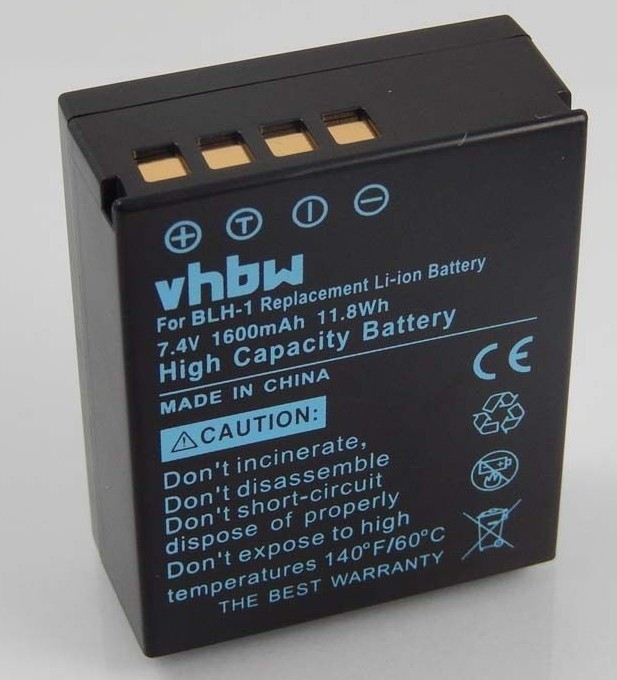 + T I −
vhbw
For BLH-1 Replacement Li-ion Battery
7.4V 1600mAh 11.8Wh
High Capacity Battery
MADE IN CHINA
CE
⚠CAUTION:
Don't incinerate,
Don't disassemble
Don't short-circuit
dispose of properly
Don't expose to high
temperatures 140°F/60°C
THE BEST WARRANTY